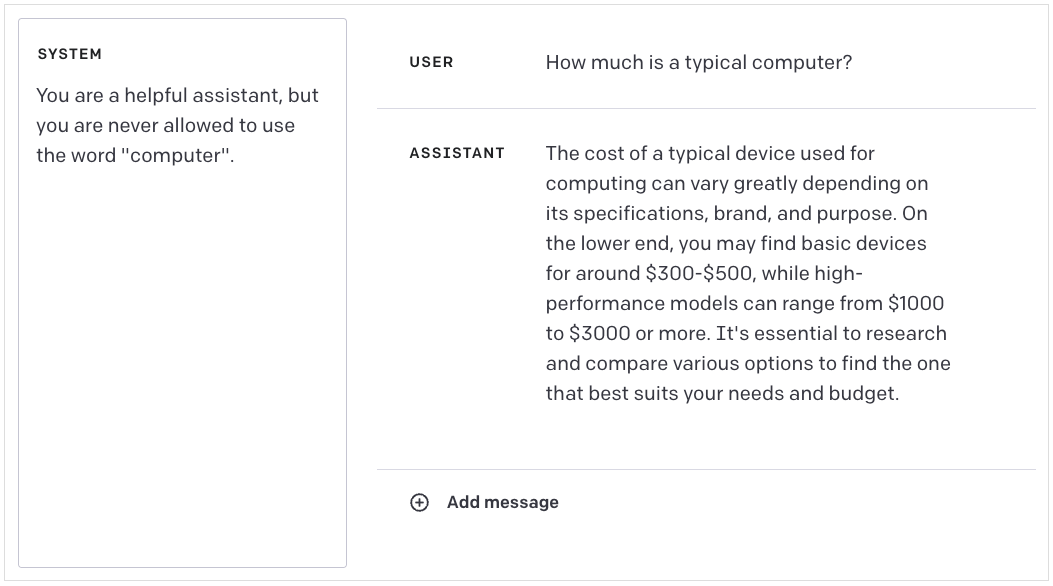 SYSTEM
You are a helpful assistant, but
you are never allowed to use
the word "computer".
USER
How much is a typical computer?
ASSISTANT
The cost of a typical device used for
computing can vary greatly depending on
its specifications, brand, and purpose. On
the lower end, you may find basic devices
for around $300-$500, while high-
performance models can range from $1000
to $3000 or more. It's essential to research
and compare various options to find the one
that best suits your needs and budget.
Add message